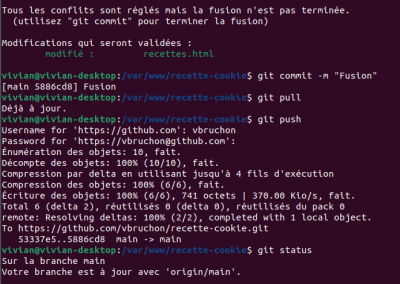 Tous les conflits sont réglés mais la fusion n'est pas terminée.
(utilisez "git commit" pour terminer la fusion)
Modifications qui seront validées :
modifié : recettes.html
vivian@vivian-desktop:/var/www/recette-cookie$ git commit -m "Fusion"
[main 5886cd8] Fusion
vivian@vivian-desktop:/var/www/recette-cookie$ git pull
Déjà à jour.
vivian@vivian-desktop:/var/www/recette-cookie$ git push
Username for 'https://github.com': vbruchon
Password for 'https://vbruchon@github.com':
Énumération des objets: 10, fait.
Décompte des objets: 100% (10/10), fait.
Compression par delta en utilisant jusqu'à 4 fils d'exécution
Compression des objets: 100% (6/6), fait.
Écriture des objets: 100% (6/6), 741 octets | 370.00 Kio/s, fait.
Total 6 (delta 2), réutilisés 0 (delta 0), réutilisés du pack 0
remote: Resolving deltas: 100% (2/2), completed with 1 local object.
To https://github.com/vbruchon/recette-cookie.git
53337e5..5886cd8 main -> main
vivian@vivian-desktop:/var/www/recette-cookie$ git status
Sur la branche main
Votre branche est à jour avec 'origin/main'.